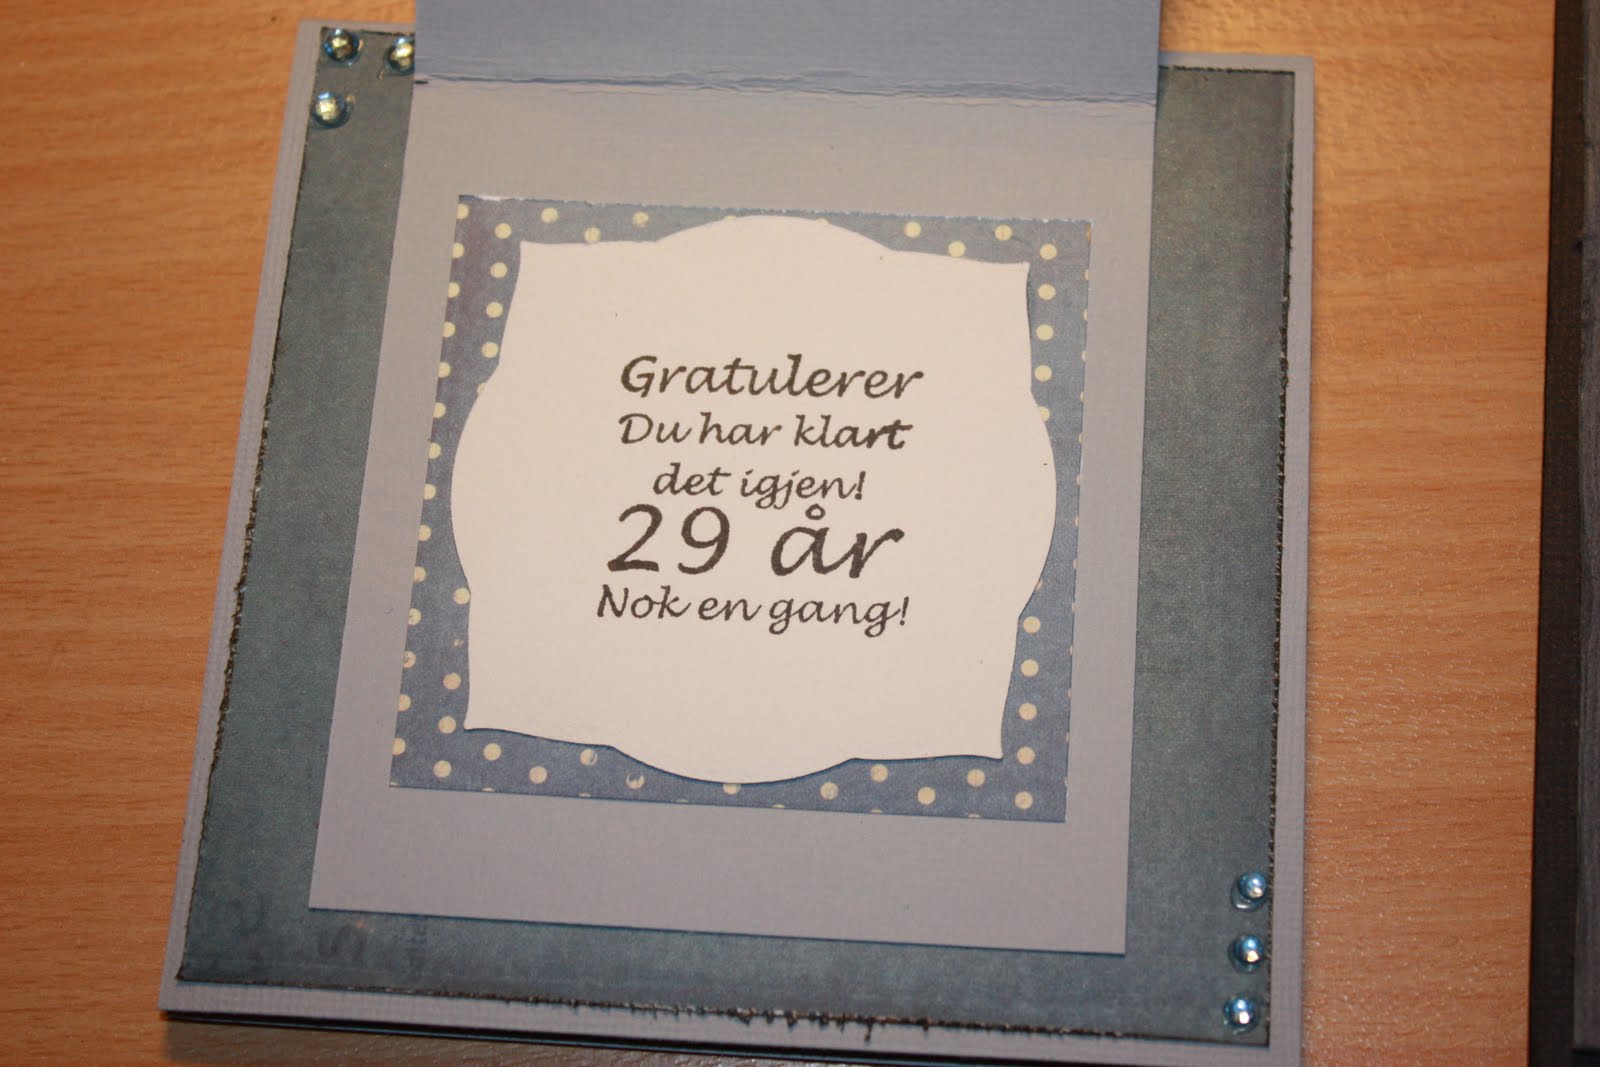 Gratulerer
Du har klart
det igjen!
29 år
Nok en gang!